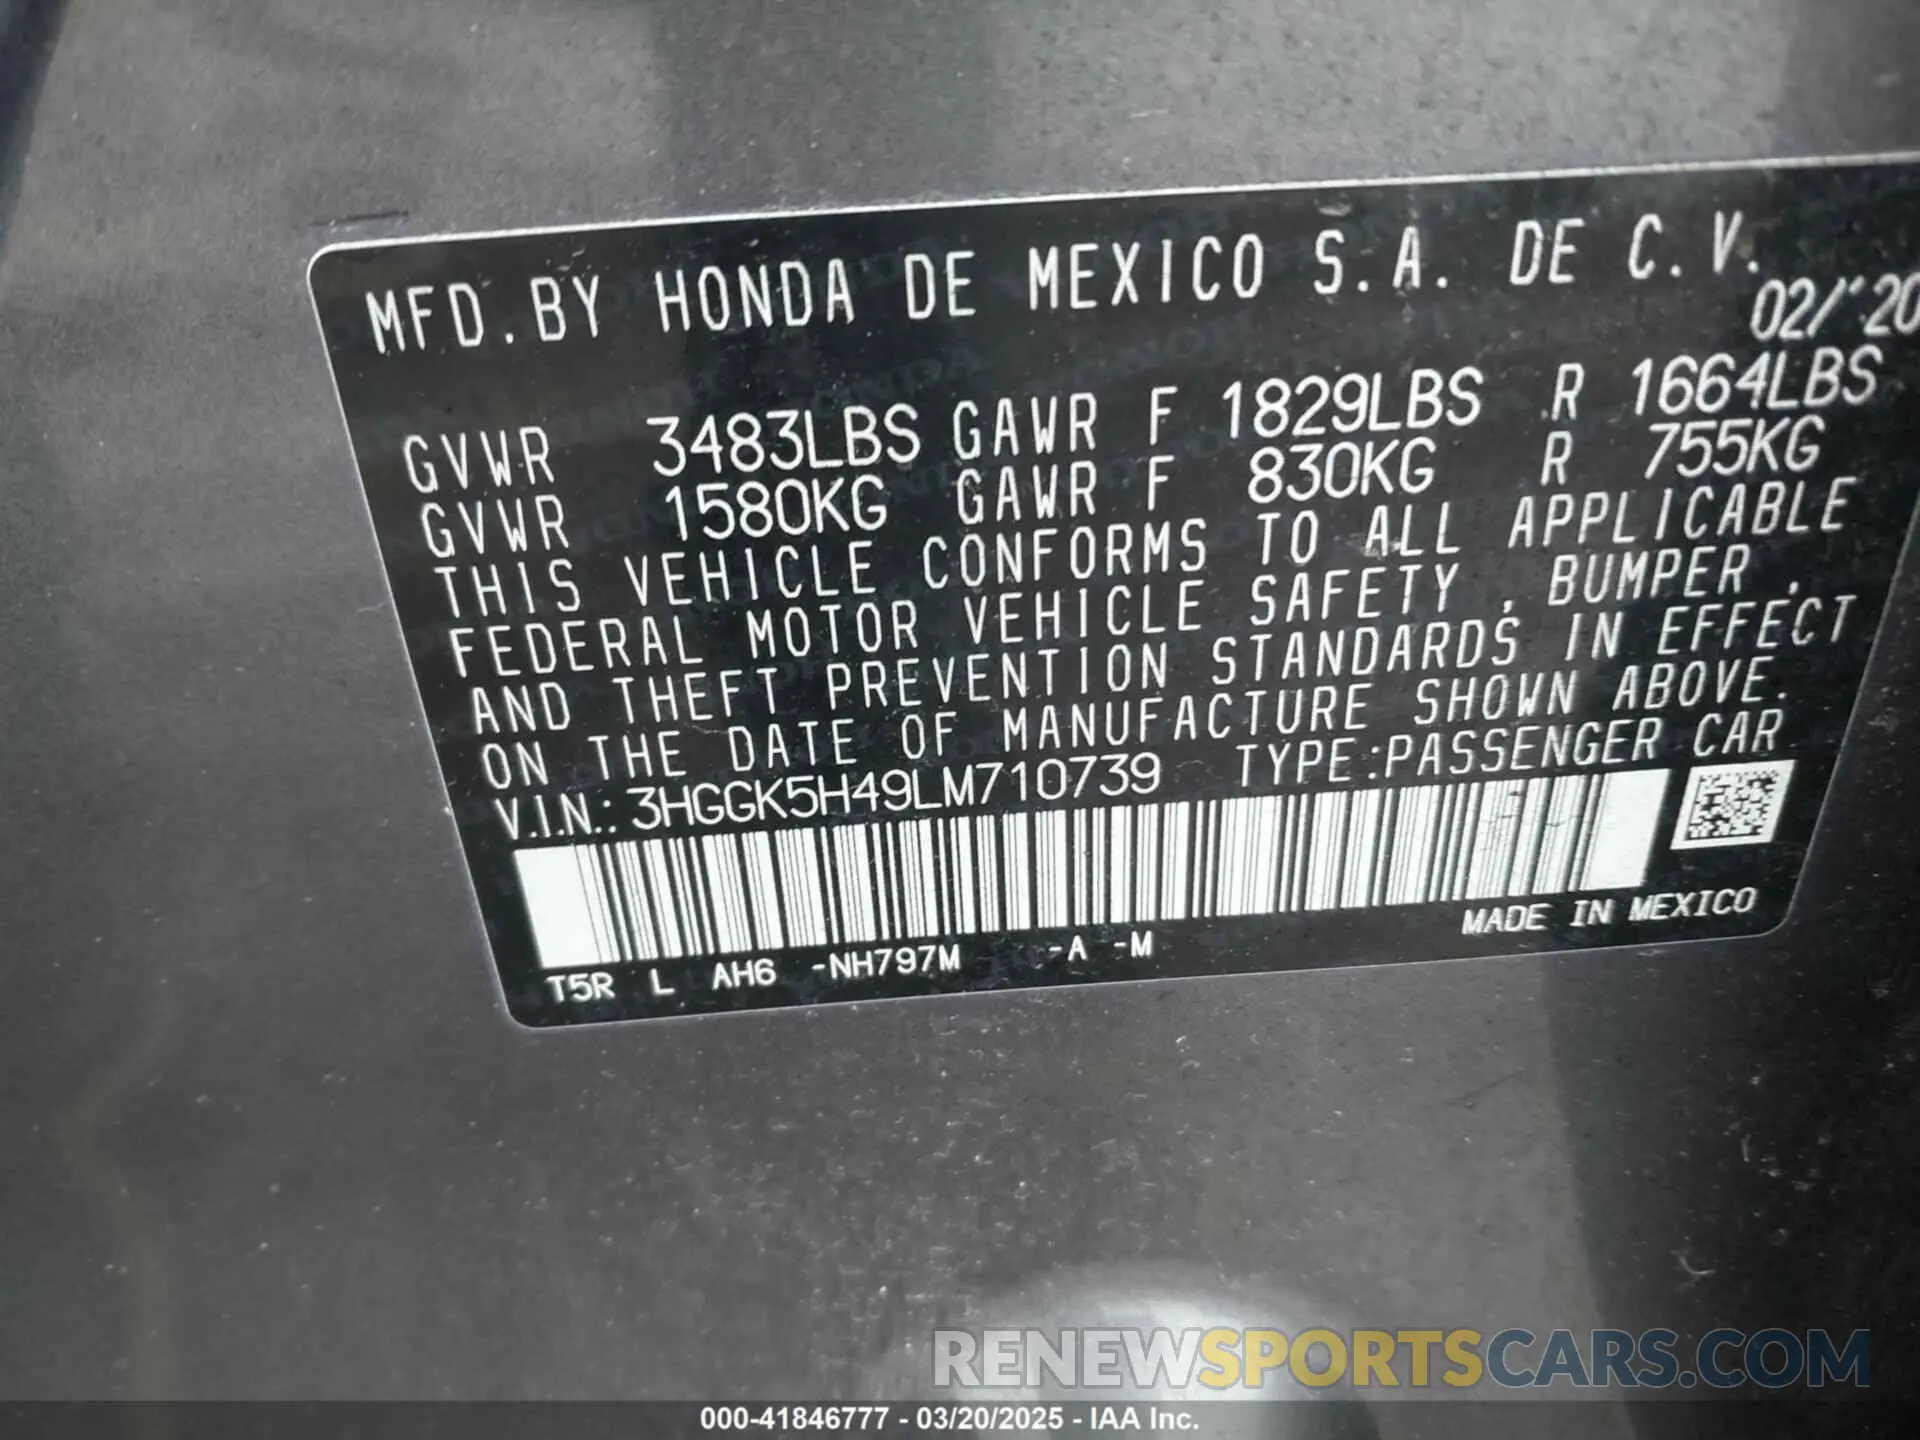 MFD. BY HONDA DE MEXICO S.A. DE C.V.
02/20
GVWR 3483LBS GAWR F 1829LBS R 1664LBS
GVWR 1580KG GAWR F 830KG R 755KG
THIS VEHICLE CONFORMS TO ALL APPLICABLE
FEDERAL MOTOR VEHICLE SAFETY, BUMPER,
AND THEFT PREVENTION STANDARDS IN EFFECT
ON THE DATE OF MANUFACTURE SHOWN ABOVE.
V.I.N.: 3HGGK5H49LM710739 TYPE:PASSENGER CAR
MADE IN MEXICO
T5R L AH6 -NH797M -A -M
RENEWSPORTSCARS.COM
000-41846777 - 03/20/2025 - IAA Inc.